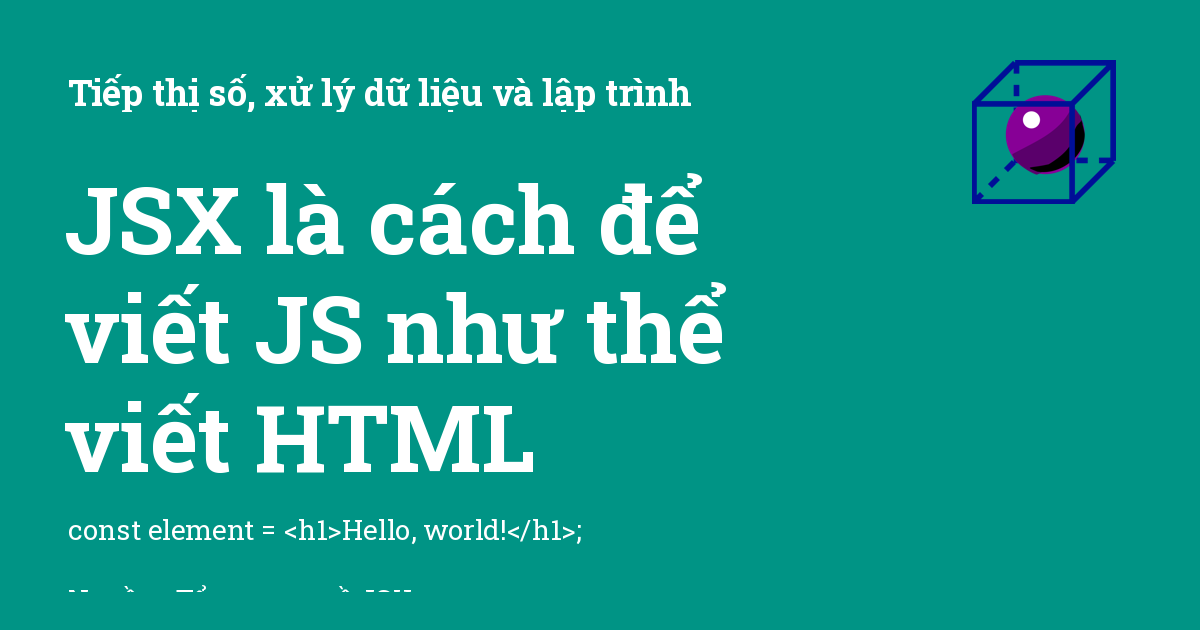 Tiếp thị số, xử lý dữ liệu và lập trình
JSX là cách để
viết JS như thể
viết HTML
const element = <h1>Hello, world!</h1>;